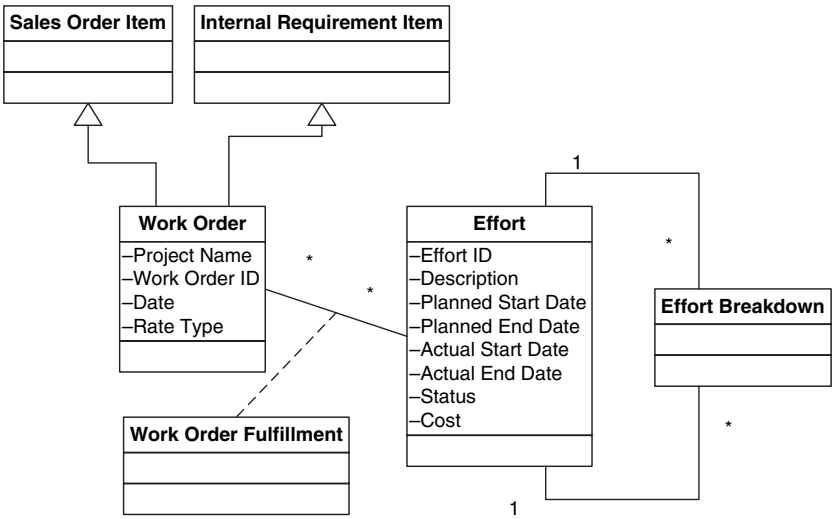 Sales Order Item
Internal Requirement Item
1
Work Order
–Project Name
–Work Order ID
–Date
–Rate Type
*
*
Effort
–Effort ID
–Description
–Planned Start Date
–Planned End Date
–Actual Start Date
–Actual End Date
–Status
–Cost
*
Effort Breakdown
*
Work Order Fulfillment
1